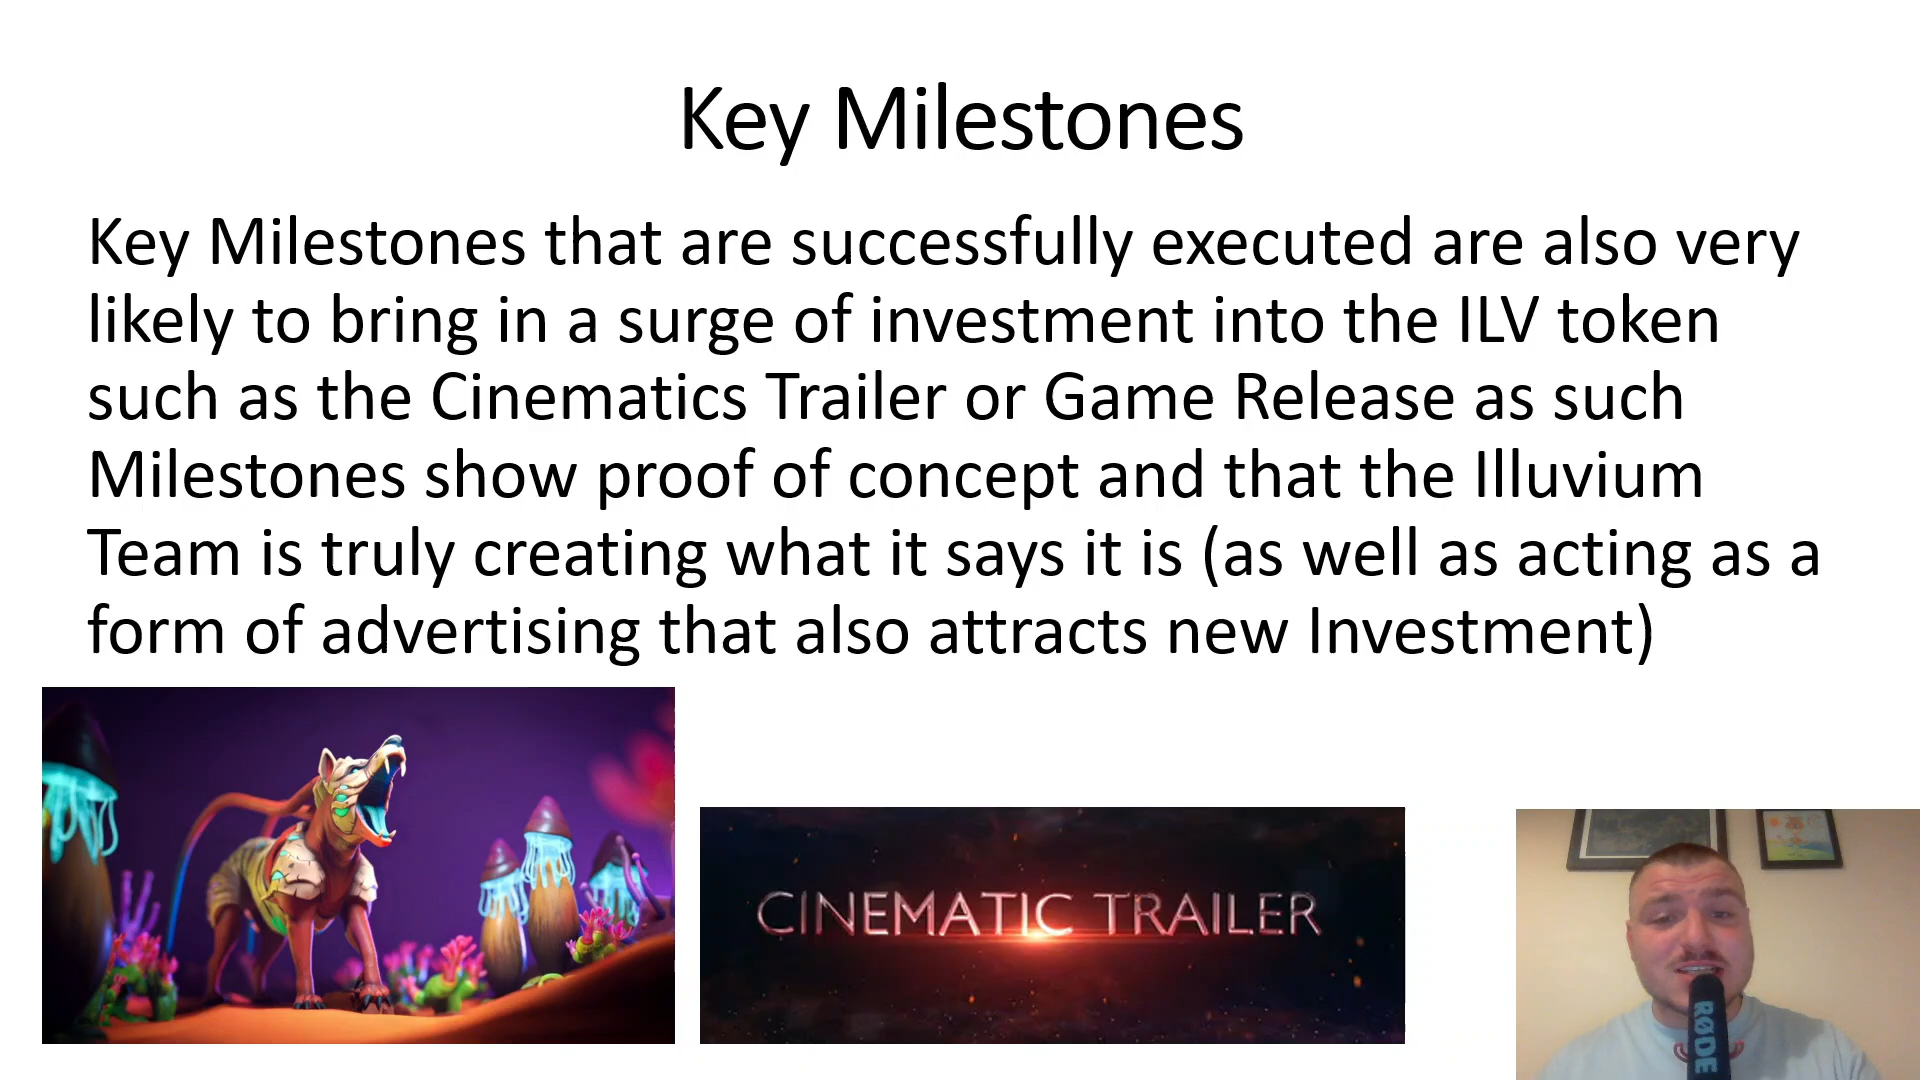 Key Milestones
Key Milestones that are successfully executed are also very
likely to bring in a surge of investment into the ILV token
such as the Cinematics Trailer or Game Release as such
Milestones show proof of concept and that the Illuvium
Team is truly creating what it says it is (as well as acting as a
form of advertising that also attracts new Investment)
CINEMATIC TRAILER
RØDE